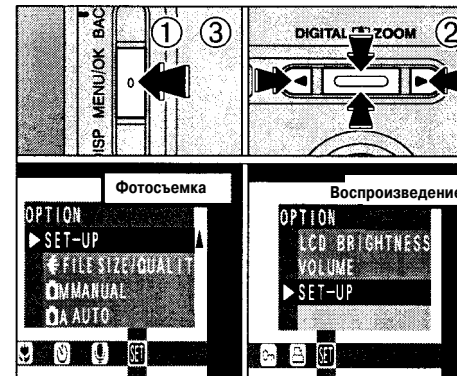 ① ③
DISP MENU/OK BAC
DIGITAL ZOOM ②
Фотосъемка
OPTION
SET-UP
FILE SIZE/QUALIT
MMANUAL
A AUTO
SET
Воспроизведение
OPTION
LCD BRIGHTNESS
VOLUME
SET-UP
SET